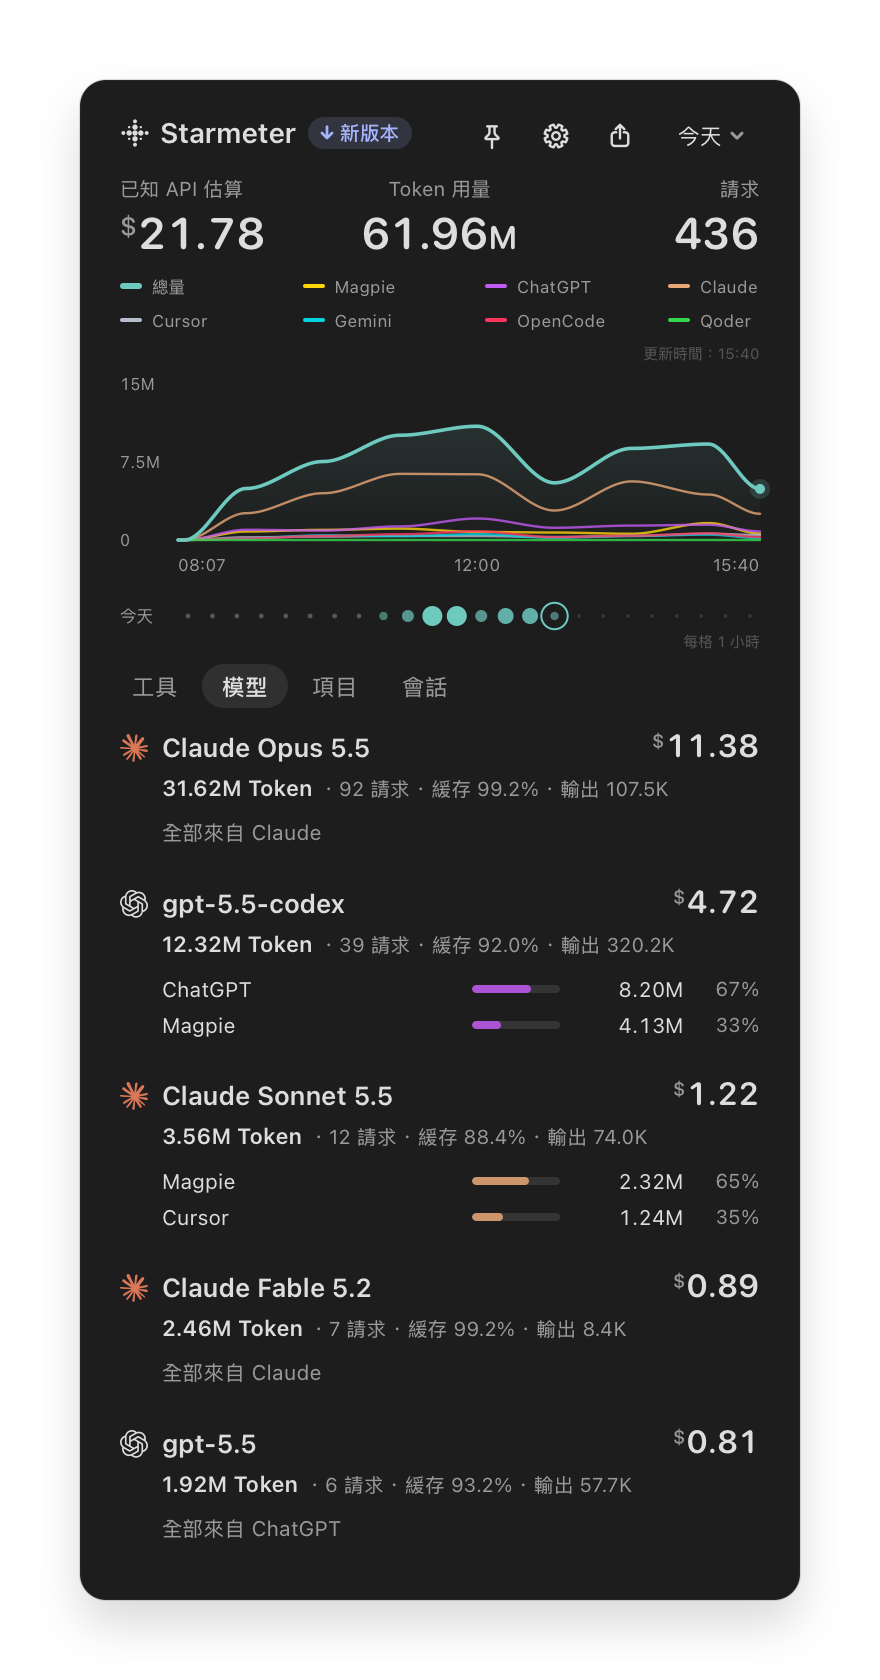 Starmeter 新版本 今天
已知 API 估算 Token 用量 請求
$21.78 61.96M 436
總量 Magpie ChatGPT Claude
Cursor Gemini OpenCode Qoder
更新時間：15:40
15M
7.5M
0
08:07 12:00 15:40
今天
每格 1 小時
工具 模型 項目 會話
Claude Opus 5.5 $11.38
31.62M Token · 92 請求 · 緩存 99.2% · 輸出 107.5K
全部來自 Claude
gpt-5.5-codex $4.72
12.32M Token · 39 請求 · 緩存 92.0% · 輸出 320.2K
ChatGPT 8.20M 67%
Magpie 4.13M 33%
Claude Sonnet 5.5 $1.22
3.56M Token · 12 請求 · 緩存 88.4% · 輸出 74.0K
Magpie 2.32M 65%
Cursor 1.24M 35%
Claude Fable 5.2 $0.89
2.46M Token · 7 請求 · 緩存 99.2% · 輸出 8.4K
全部來自 Claude
gpt-5.5 $0.81
1.92M Token · 6 請求 · 緩存 93.2% · 輸出 57.7K
全部來自 ChatGPT